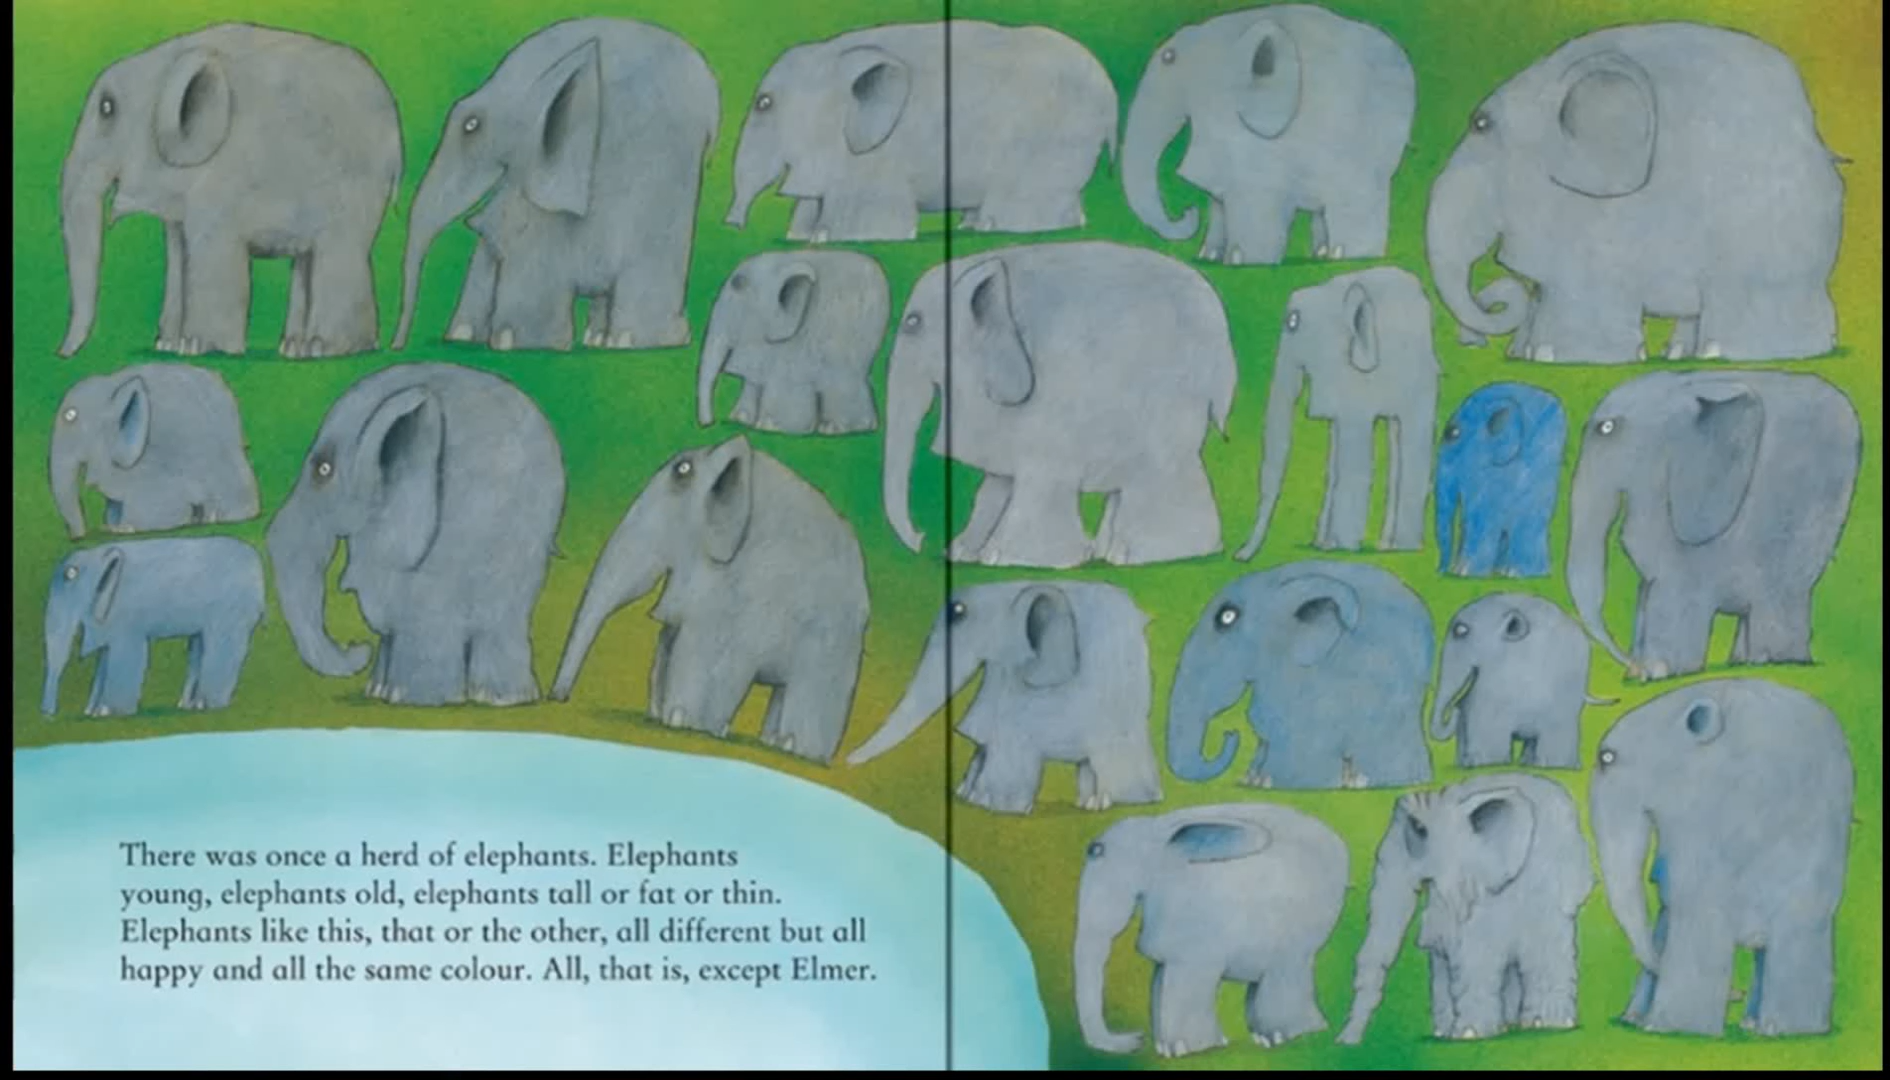 There was once a herd of elephants. Elephants
young, elephants old, elephants tall or fat or thin.
Elephants like this, that or the other, all different but all
happy and all the same colour. All, that is, except Elmer.